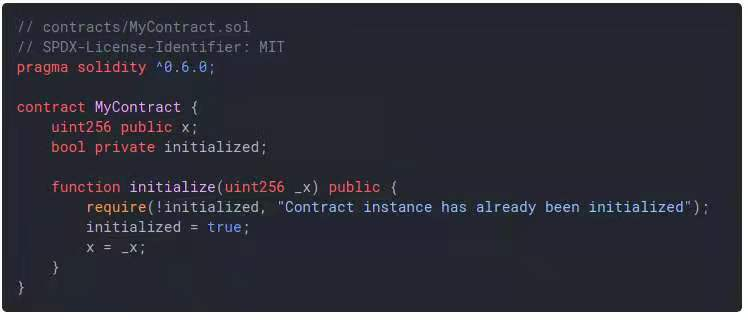 // contracts/MyContract.sol
// SPDX-License-Identifier: MIT
pragma solidity ^0.6.0;

contract MyContract {
    uint256 public x;
    bool private initialized;

    function initialize(uint256 _x) public {
        require(!initialized, "Contract instance has already been initialized");
        initialized = true;
        x = _x;
    }
}